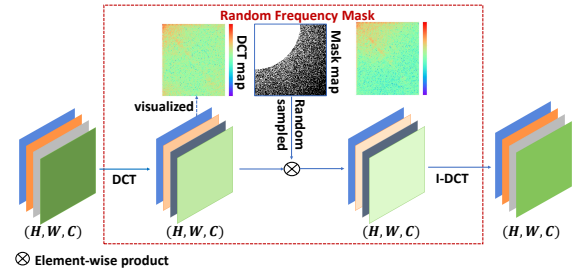 Random Frequency Mask
DCT map
Mask map
visualized
Random
sampled
DCT
I-DCT
(H, W, C)
(H, W, C)
(H, W, C)
(H, W, C)
⊗ Element-wise product